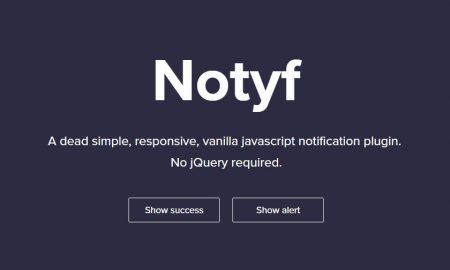 Notyf
A dead simple, responsive, vanilla javascript notification plugin.
No jQuery required.
Show success Show alert